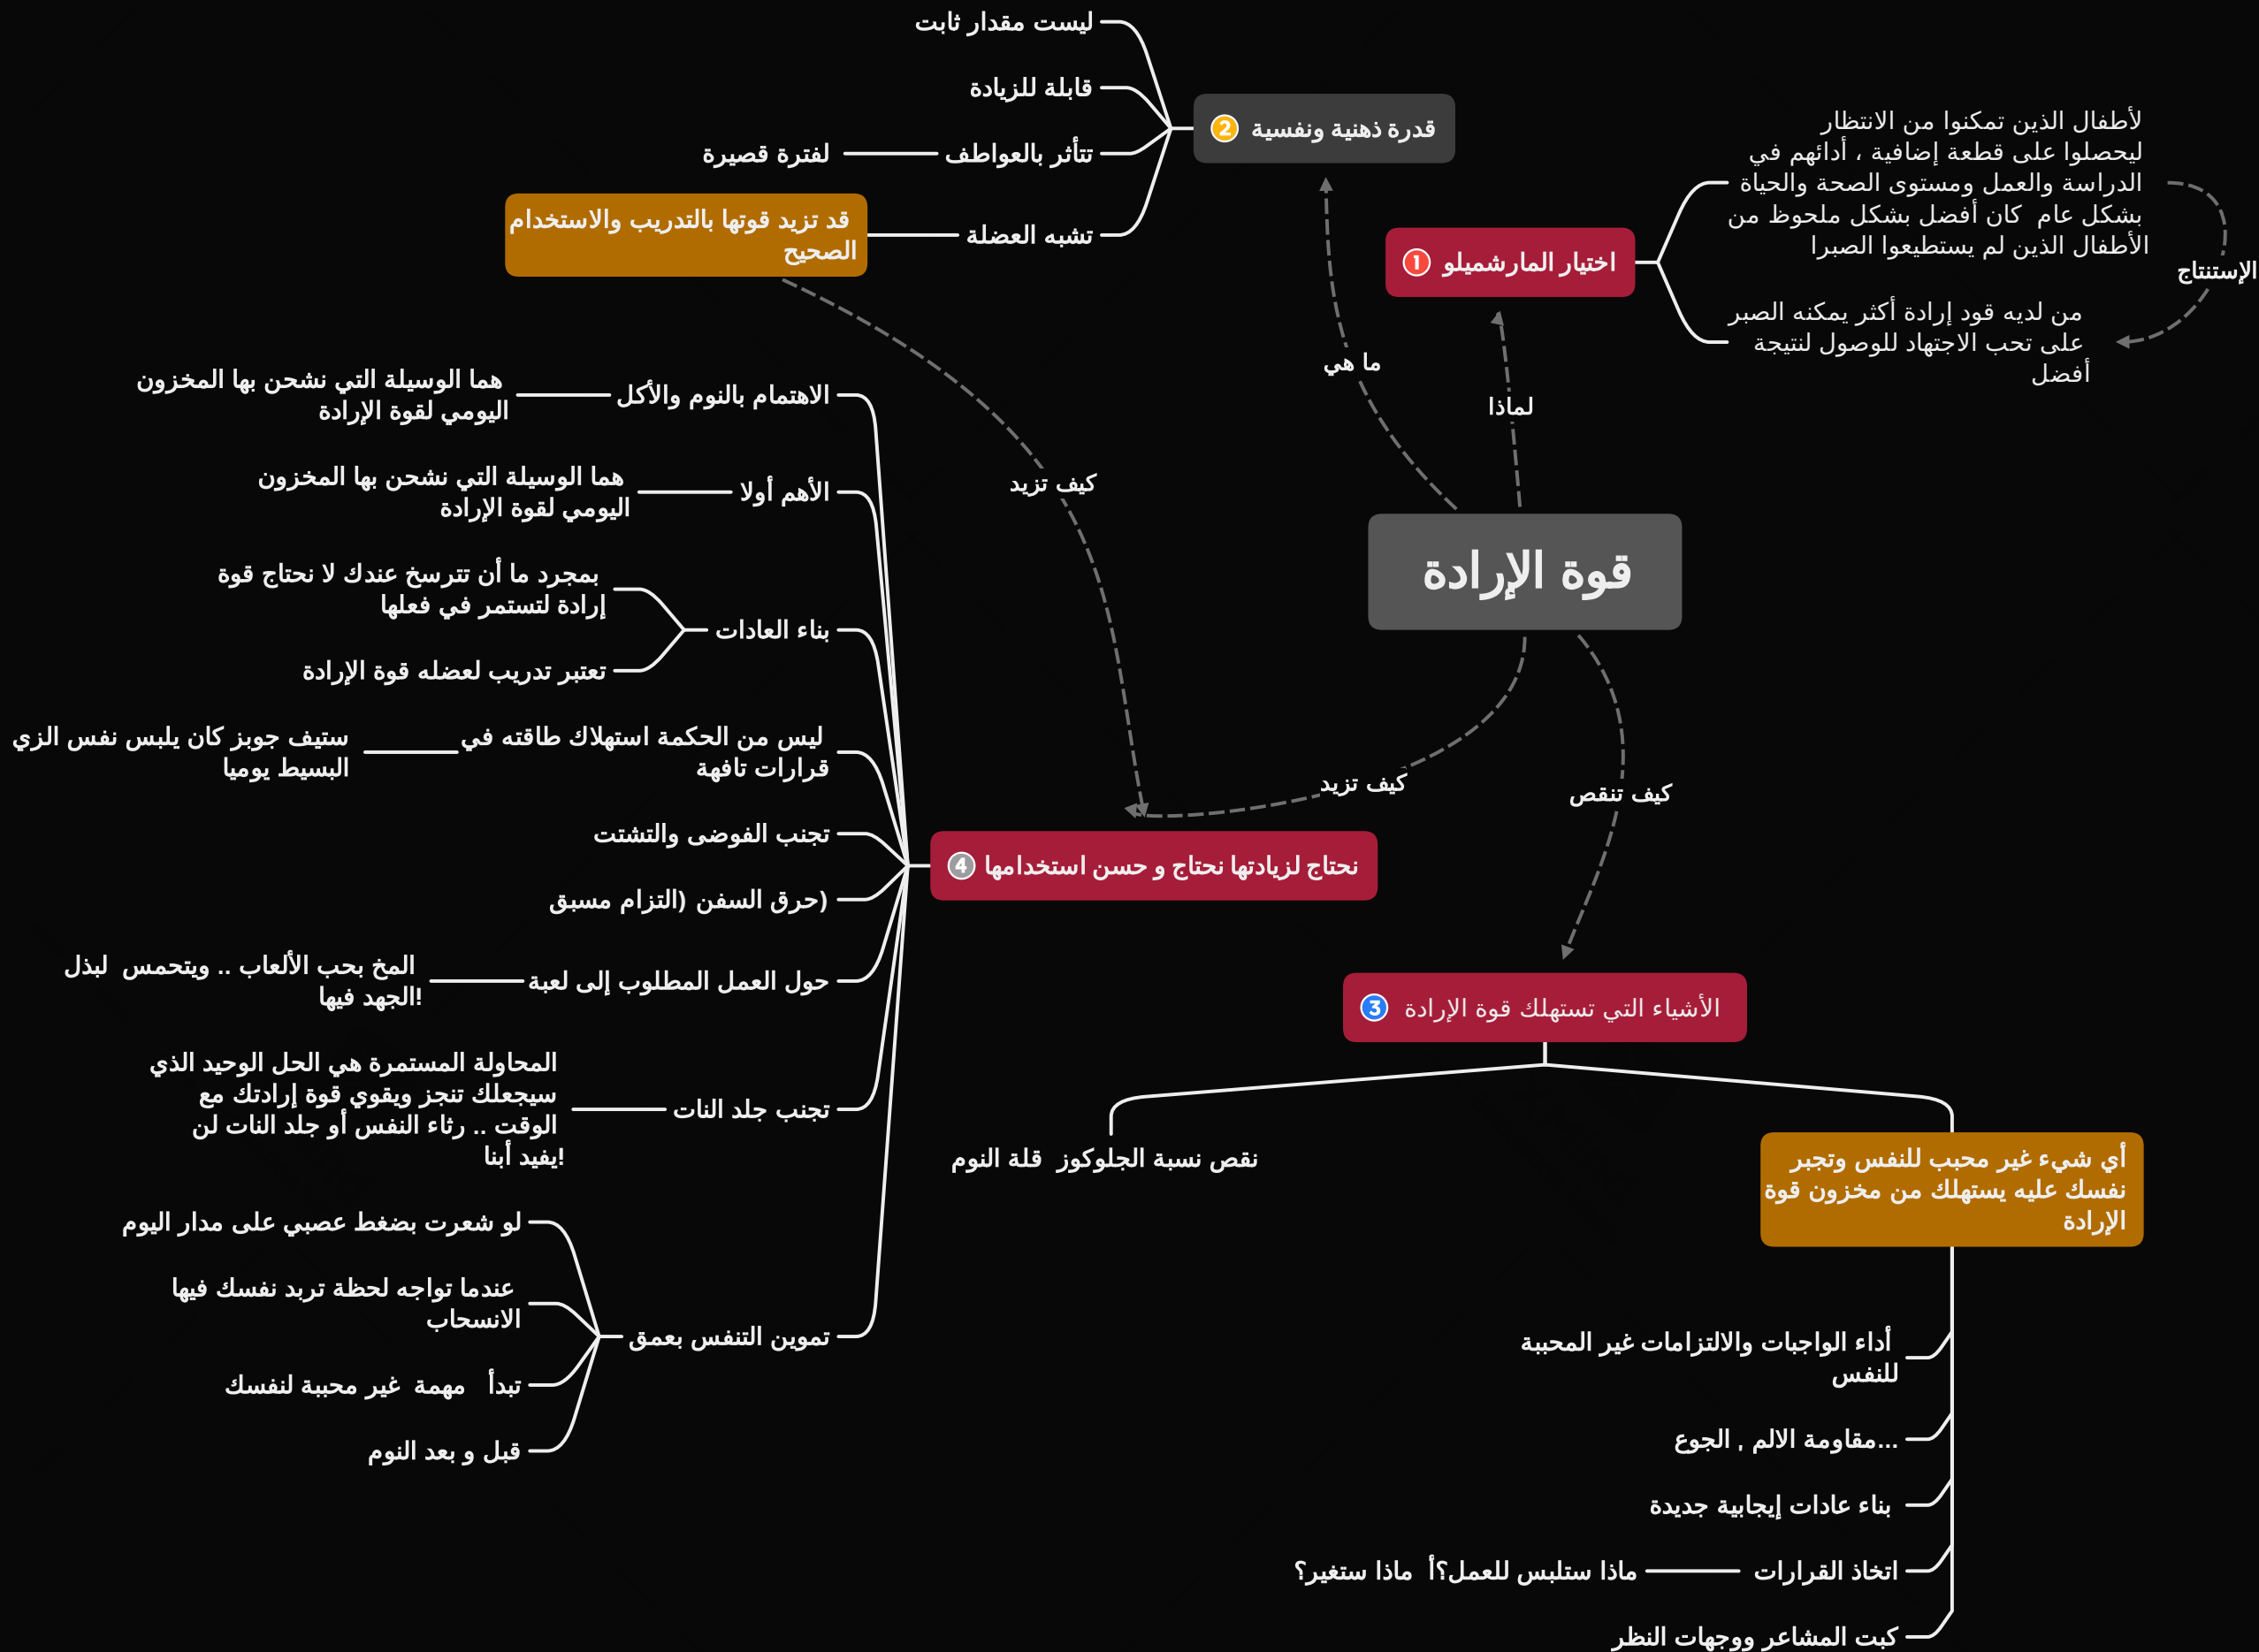 قوة الإرادة
لماذا
1 اختيار المارشميلو
لأطفال الذين تمكنوا من الانتظار
ليحصلوا على قطعة إضافية ، أدائهم في
الدراسة والعمل ومستوى الصحة والحياة
بشكل عام كان أفضل بشكل ملحوظ من
الأطفال الذين لم يستطيعوا الصبرا
الإستنتاج
من لديه قود إرادة أكثر يمكنه الصبر
على تحب الاجتهاد للوصول لنتيجة
أفضل
ما هي
2 قدرة ذهنية ونفسية
ليست مقدار ثابت
قابلة للزيادة
تتأثر بالعواطف
لفترة قصيرة
تشبه العضلة
قد تزيد قوتها بالتدريب والاستخدام
الصحيح
كيف تزيد
كيف تنقص
3 الأشياء التي تستهلك قوة الإرادة
أي شيء غير محبب للنفس وتجبر
نفسك عليه يستهلك من مخزون قوة
الإرادة
أداء الواجبات والالتزامات غير المحببة
للنفس
...مقاومة الالم , الجوع
بناء عادات إيجابية جديدة
اتخاذ القرارات
ماذا ستلبس للعمل؟أ ماذا ستغير؟
كبت المشاعر ووجهات النظر
نقص نسبة الجلوكوز قلة النوم
كيف تزيد
4 نحتاج لزيادتها نحتاج و حسن استخدامها
الاهتمام بالنوم والأكل
هما الوسيلة التي نشحن بها المخزون
اليومي لقوة الإرادة
الأهم أولا
هما الوسيلة التي نشحن بها المخزون
اليومي لقوة الإرادة
بناء العادات
بمجرد ما أن تترسخ عندك لا نحتاج قوة
إرادة لتستمر في فعلها
تعتبر تدريب لعضله قوة الإرادة
ليس من الحكمة استهلاك طاقته في
قرارات تافهة
ستيف جوبز كان يلبس نفس الزي
البسيط يوميا
تجنب الفوضى والتشتت
(حرق السفن (التزام مسبق
حول العمل المطلوب إلى لعبة
المخ بحب الألعاب .. ويتحمس لبذل
!الجهد فيها
تجنب جلد النات
المحاولة المستمرة هي الحل الوحيد الذي
سيجعلك تنجز ويقوي قوة إرادتك مع
الوقت .. رثاء النفس أو جلد النات لن
!يفيد أبنا
تموين التنفس بعمق
لو شعرت بضغط عصبي على مدار اليوم
عندما تواجه لحظة تربد نفسك فيها
الانسحاب
تبدأ مهمة غير محببة لنفسك
قبل و بعد النوم